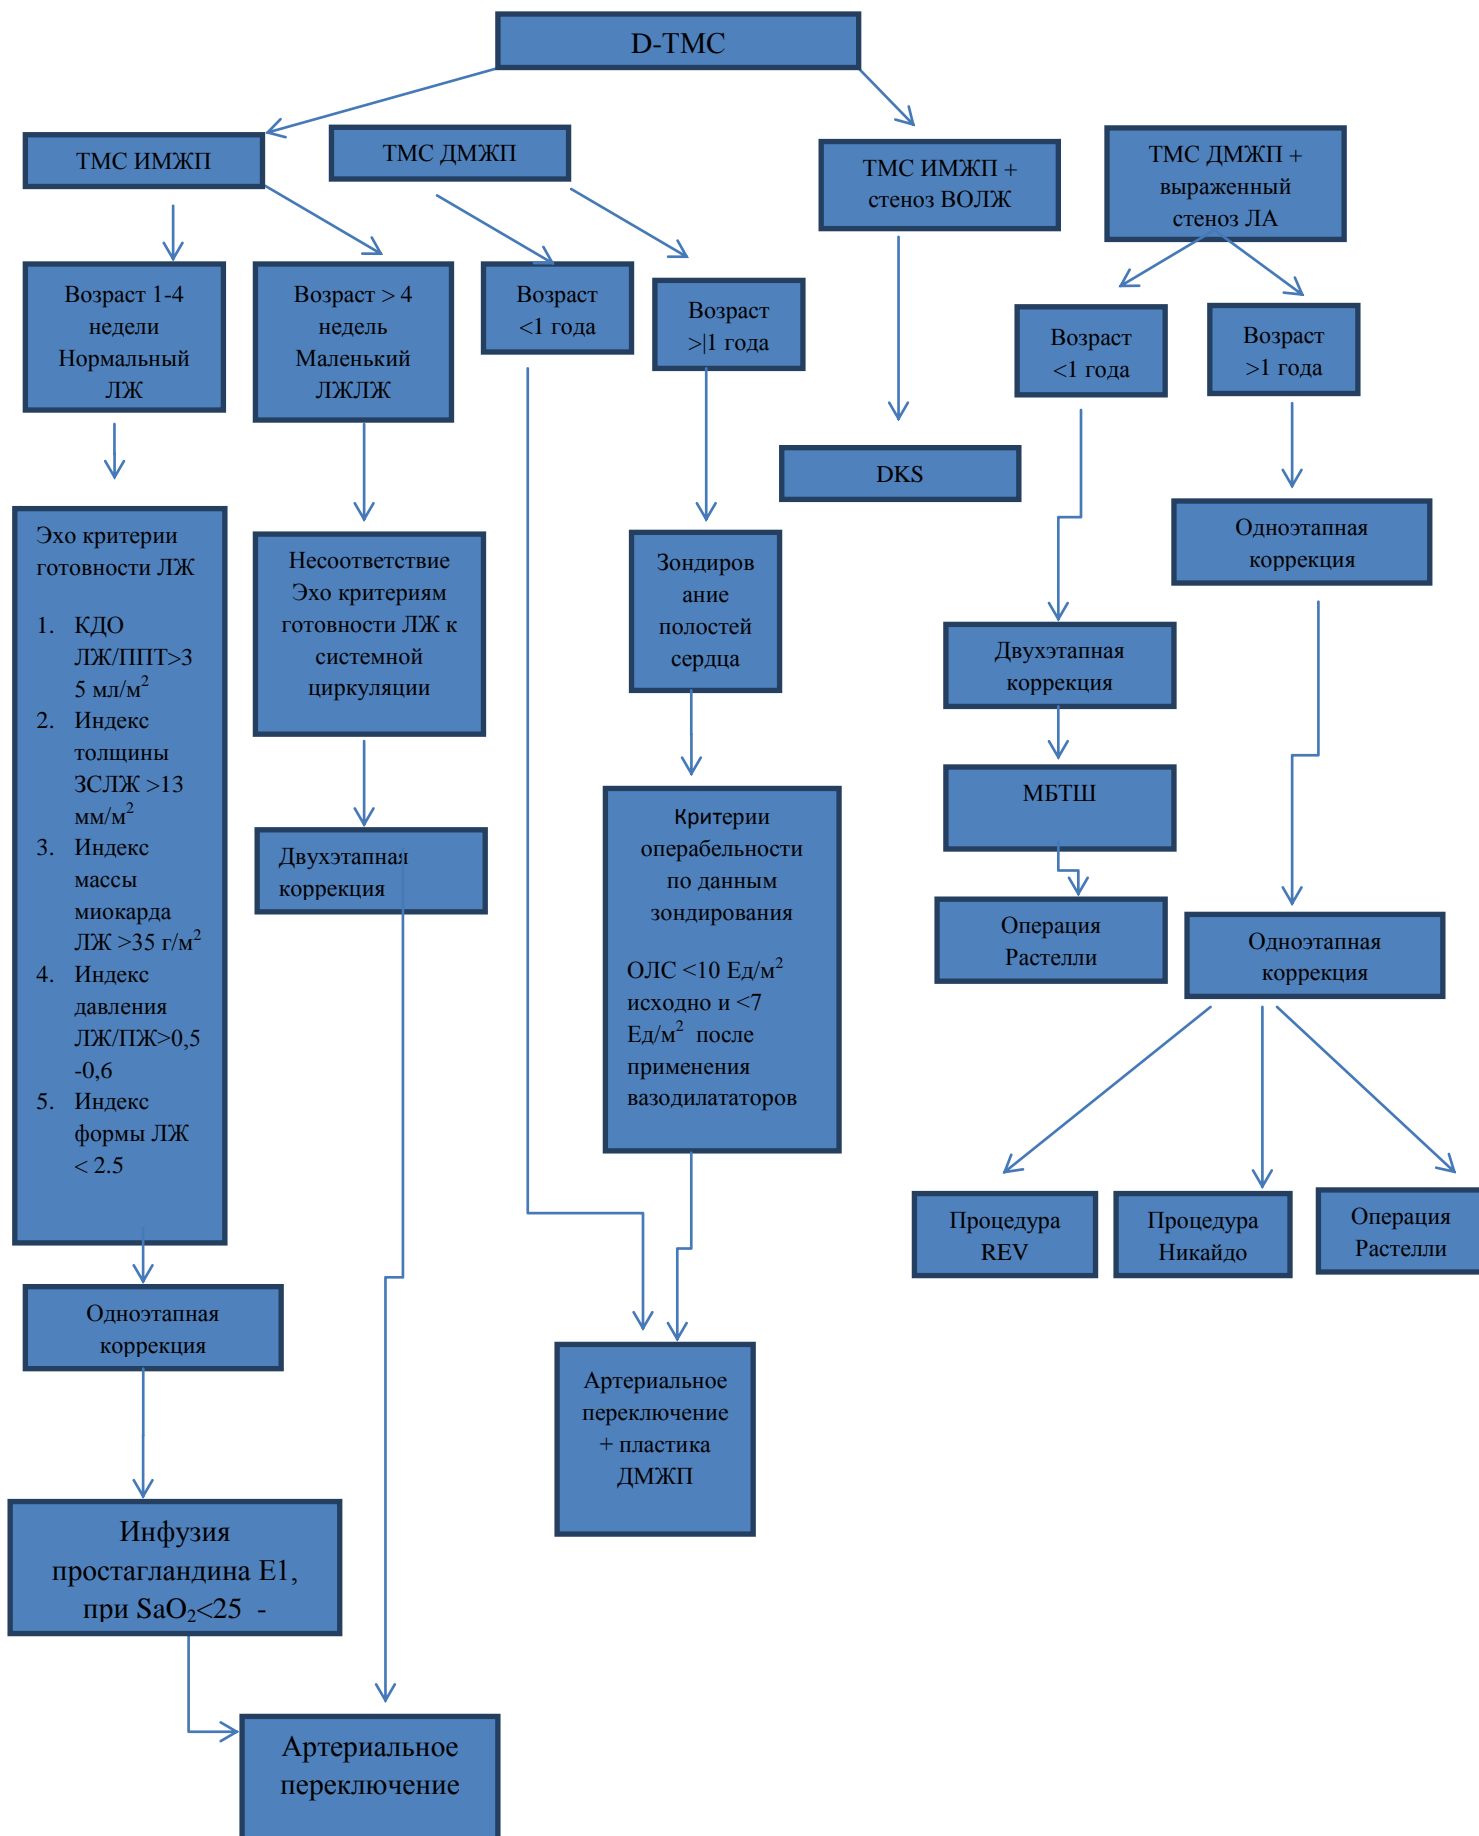 D-ТМС
ТМС ИМЖП
ТМС ДМЖП
ТМС ИМЖП +
стеноз ВОЛЖ
ТМС ДМЖП +
выраженный
стеноз ЛА
Возраст 1-4
недели
Нормальный
ЛЖ
Возраст > 4
недель
Маленький
ЛЖЛЖ
Возраст
<1 года
Возраст
>|1 года
Возраст
<1 года
Возраст
>1 года
DKS
Эхо критерии
готовности ЛЖ
1. КДО
ЛЖ/ППТ>3
5 мл/м²
2. Индекс
толщины
ЗСЛЖ >13
мм/м²
3. Индекс
массы
миокарда
ЛЖ >35 г/м²
4. Индекс
давления
ЛЖ/ПЖ>0,5
-0,6
5. Индекс
формы ЛЖ
< 2.5
Несоответствие
Эхо критериям
готовности ЛЖ к
системной
циркуляции
Зондиров
ание
полостей
сердца
Одноэтапная
коррекция
Двухэтапная
коррекция
МБТШ
Двухэтапная
коррекция
Критерии
операбельности
по данным
зондирования
ОЛС <10 Ед/м²
исходно и <7
Ед/м² после
применения
вазодилататоров
Операция
Растелли
Одноэтапная
коррекция
Процедура
REV
Процедура
Никайдо
Операция
Растелли
Одноэтапная
коррекция
Артериальное
переключение
+ пластика
ДМЖП
Инфузия
простагландина Е1,
при SaO₂<25 -
Артериальное
переключение